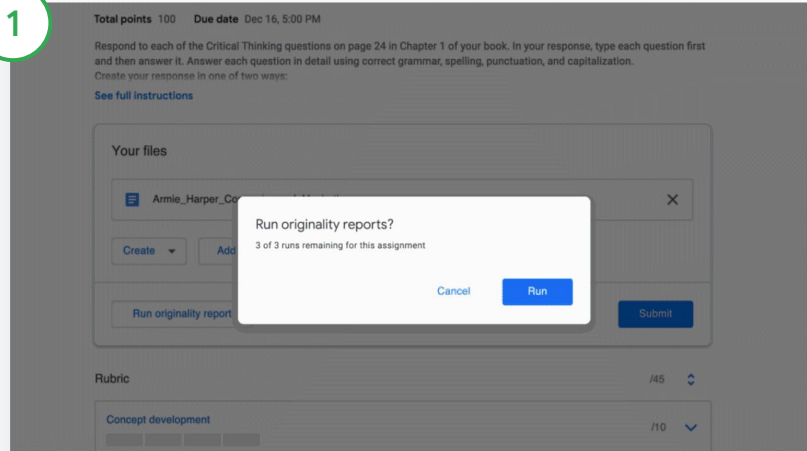 1
Total points 100 Due date Dec 16, 5:00 PM
Respond to each of the Critical Thinking questions on page 24 in Chapter 1 of your book. In your response, type each question first
and then answer it. Answer each question in detail using correct grammar, spelling, punctuation, and capitalization.
Create your response in one of two ways:
See full instructions
Your files
Armie_Harper_Co
Run originality reports?
3 of 3 runs remaining for this assignment
Create
Add
Cancel
Run
Run originality report
Submit
Rubric
/45
Concept development
/10